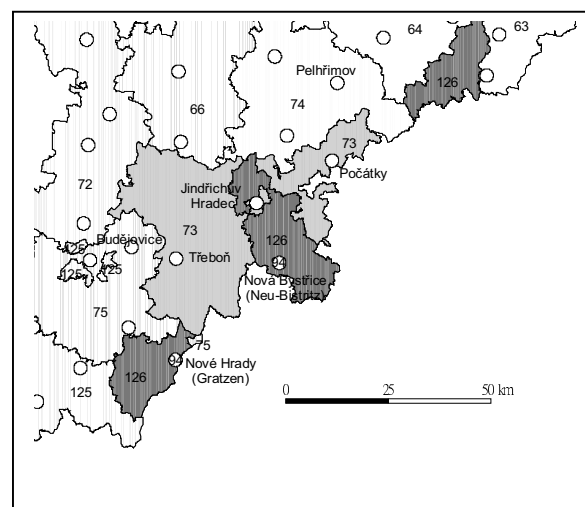 64
63
Pelhřimov
126
66
74
73
Počátky
Jindřichův
Hradec
72
73
126
125
Budějovice
125
125
Třeboň
94
Nová Bystřice
(Neu-Bistritz)
75
75
94
Nové Hrady
(Gratzen)
126
125
0
25
50 km